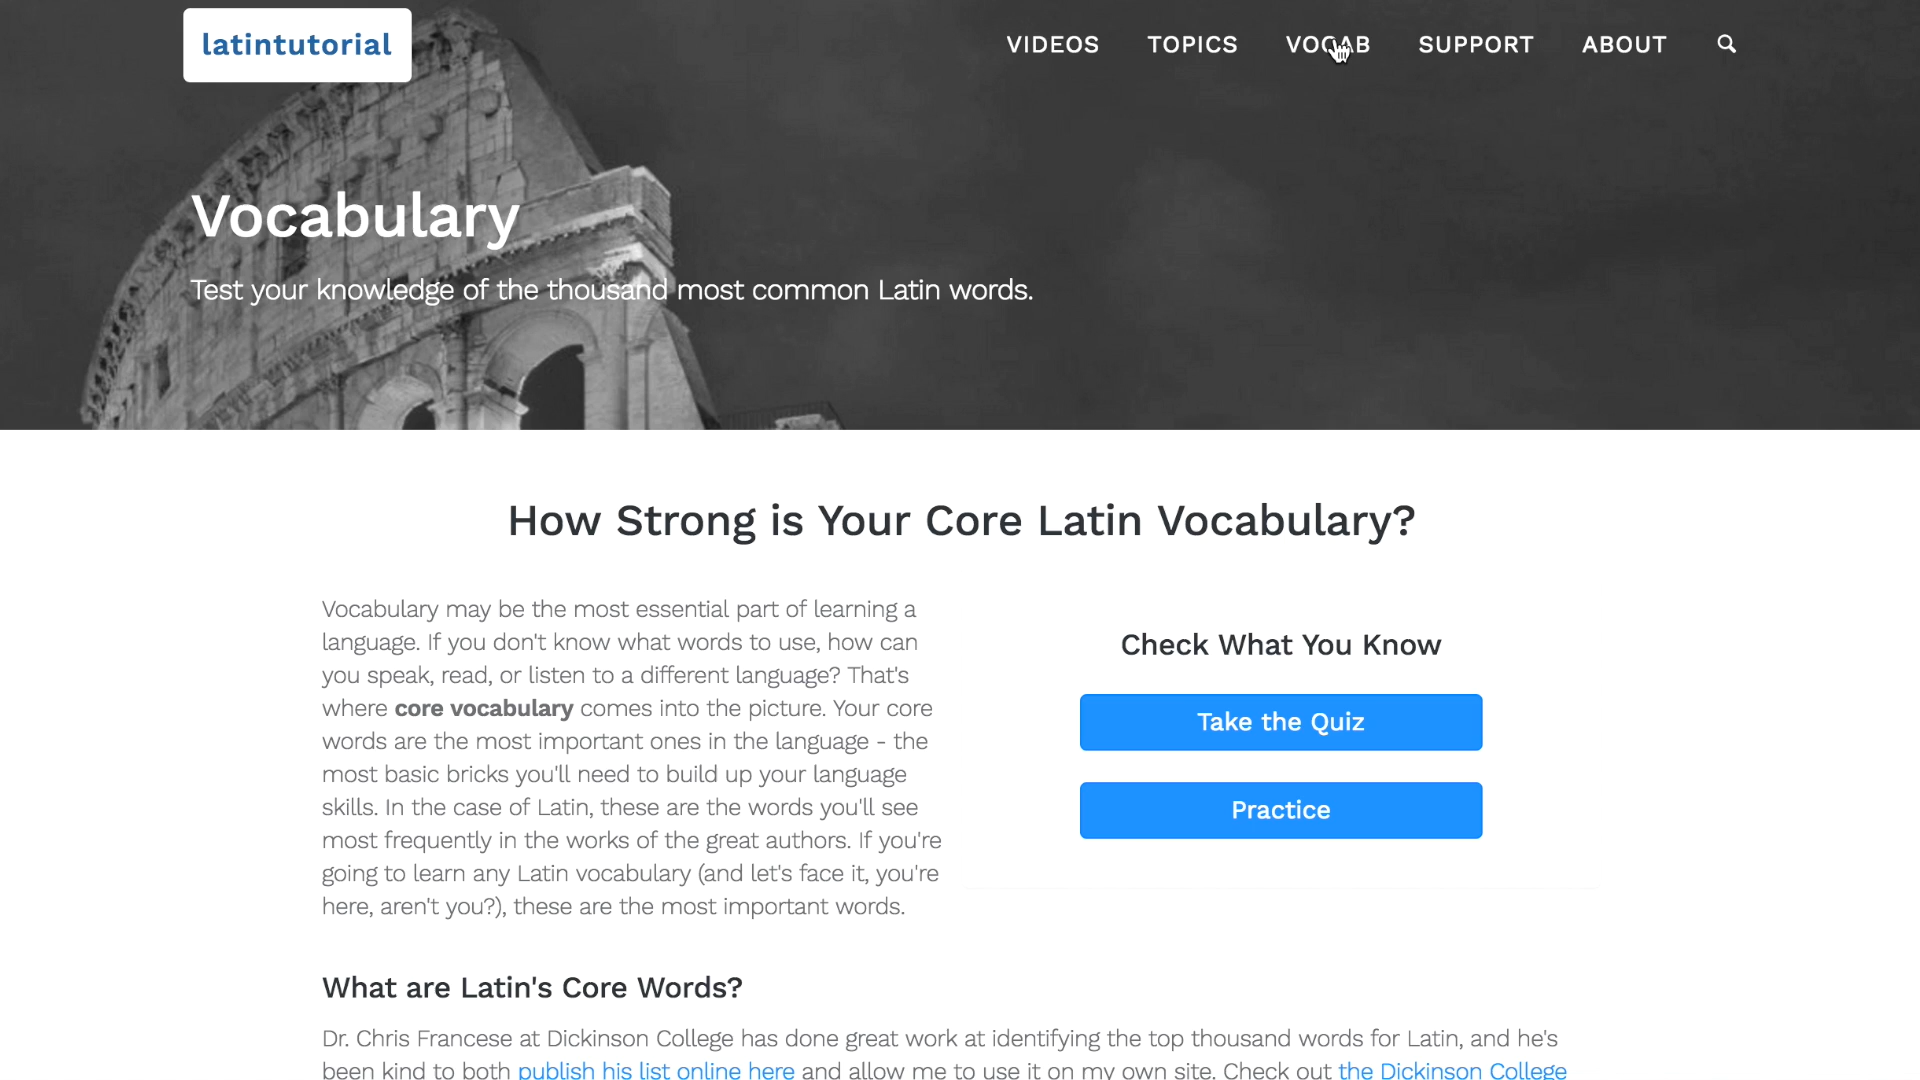 latintutorial
VIDEOS TOPICS VOCAB SUPPORT ABOUT
Vocabulary
Test your knowledge of the thousand most common Latin words.
How Strong is Your Core Latin Vocabulary?
Vocabulary may be the most essential part of learning a
language. If you don't know what words to use, how can
you speak, read, or listen to a different language? That's
where core vocabulary comes into the picture. Your core
words are the most important ones in the language - the
most basic bricks you'll need to build up your language
skills. In the case of Latin, these are the words you'll see
most frequently in the works of the great authors. If you're
going to learn any Latin vocabulary (and let's face it, you're
here, aren't you?), these are the most important words.
Check What You Know
Take the Quiz
Practice
What are Latin's Core Words?
Dr. Chris Francese at Dickinson College has done great work at identifying the top thousand words for Latin, and he's
been kind to both publish his list online here and allow me to use it on my own site. Check out the Dickinson College